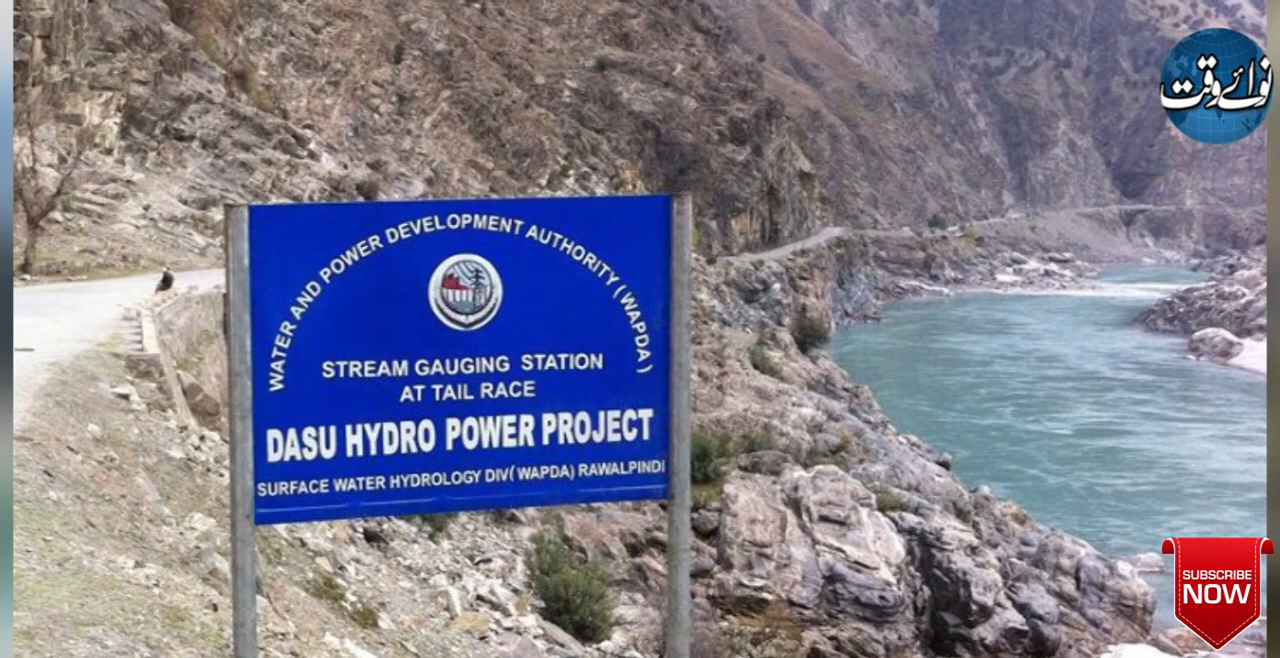 نوائے وقت
WATER AND POWER DEVELOPMENT AUTHORITY (WAPDA)
STREAM GAUGING STATION
AT TAIL RACE
DASU HYDRO POWER PROJECT
SURFACE WATER HYDROLOGY DIV(WAPDA) RAWALPINDI
SUBSCRIBE
NOW